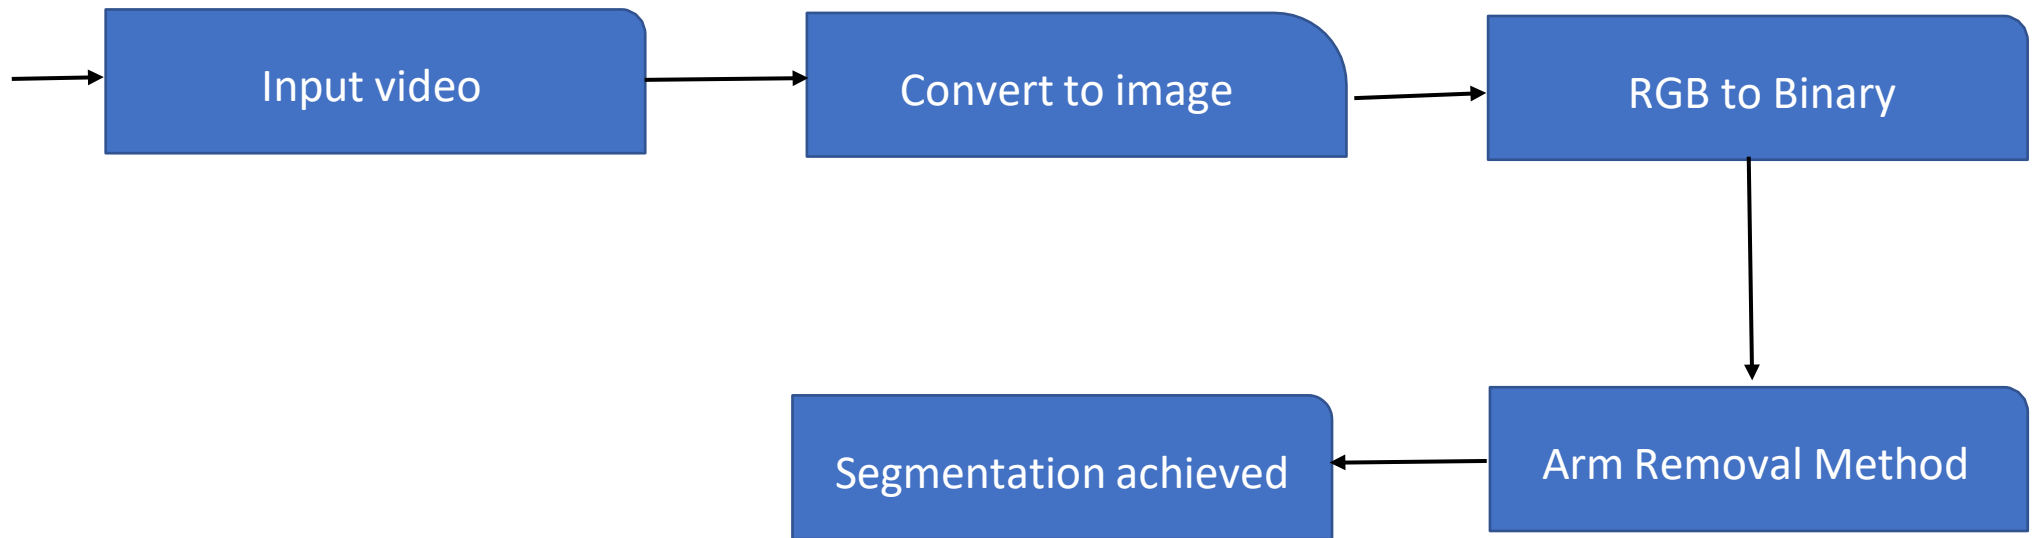 Input video
Convert to image
RGB to Binary
Arm Removal Method
Segmentation achieved